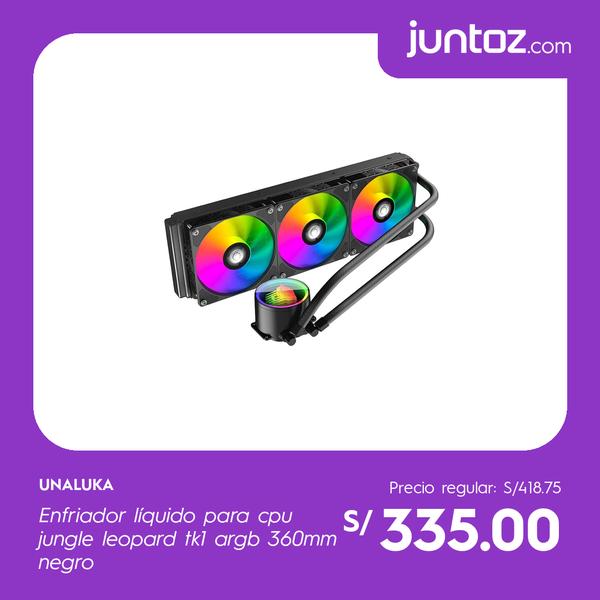 juntoz.com
UNALUKA
Enfriador líquido para cpu
jungle leopard tk1 argb 360mm
negro
Precio regular: S/418.75
S/ 335.00